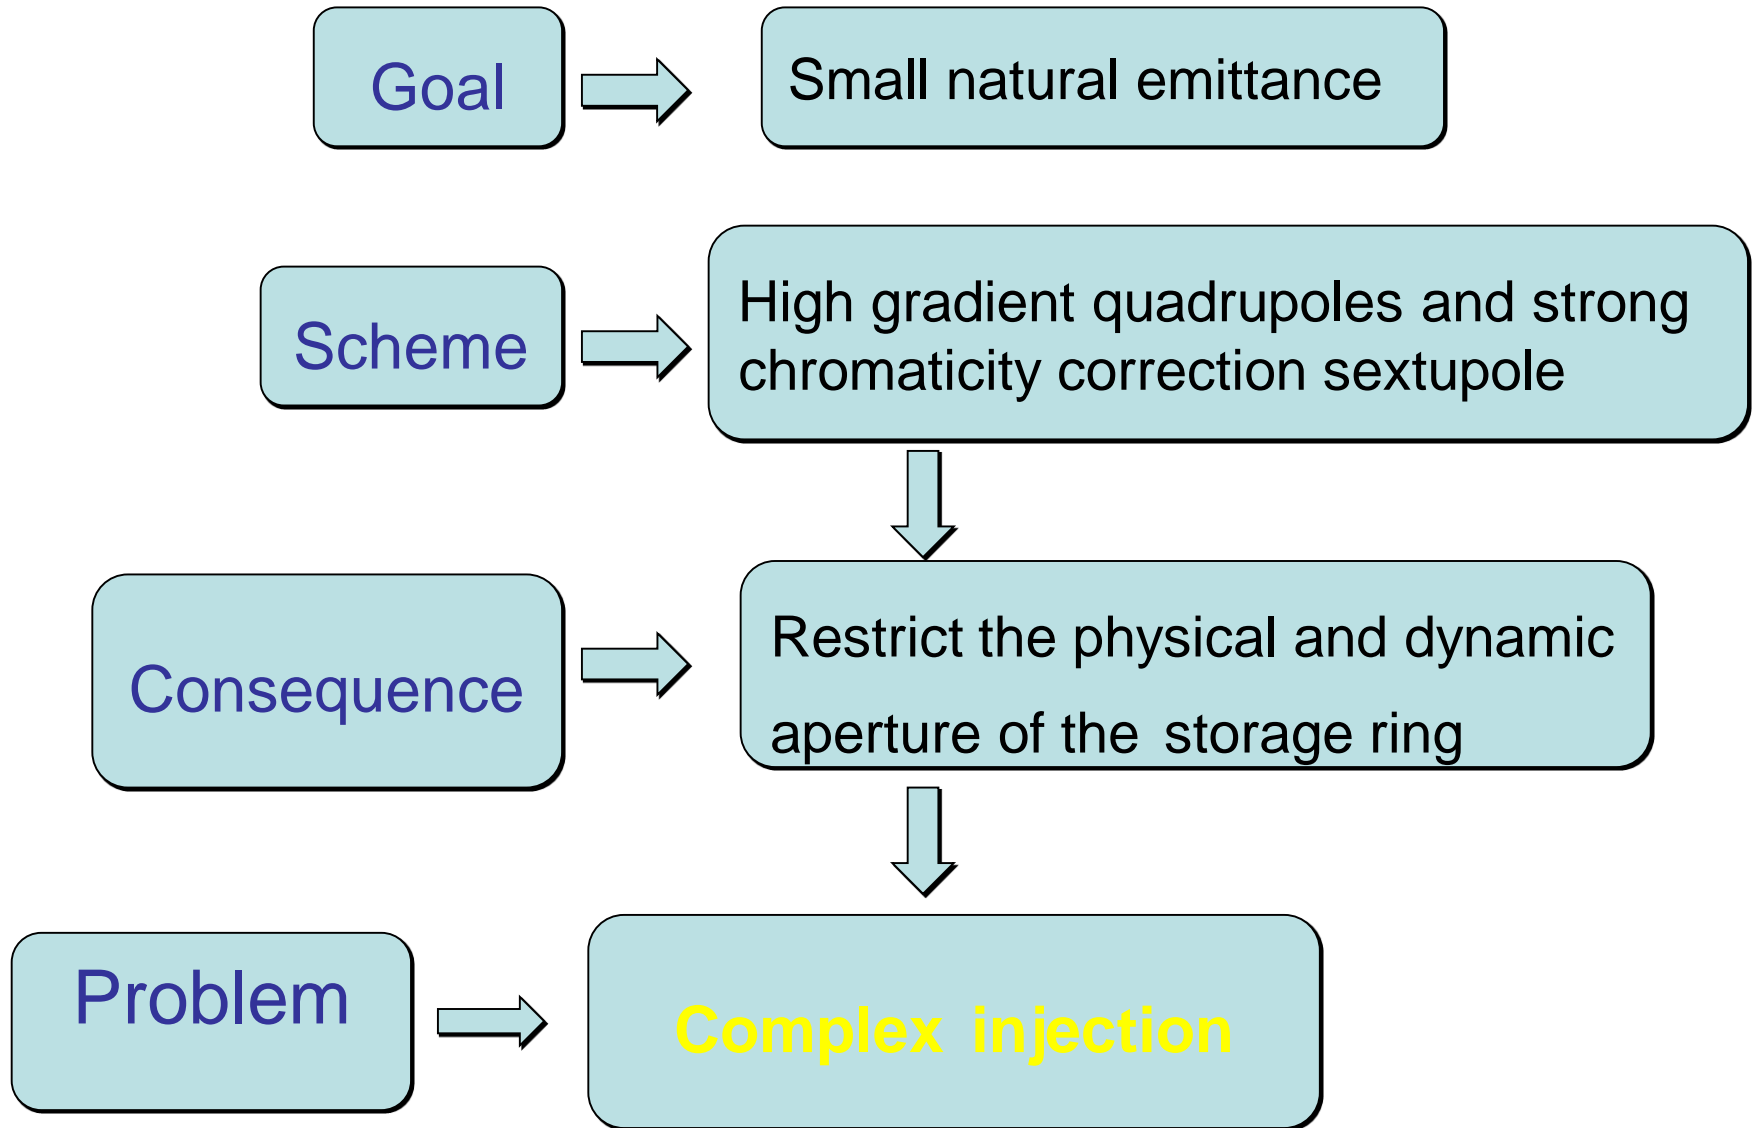 Goal
Small natural emittance
Scheme
High gradient quadrupoles and strong
chromaticity correction sextupole
Consequence
Restrict the physical and dynamic
aperture of the storage ring
Problem
Complex injection